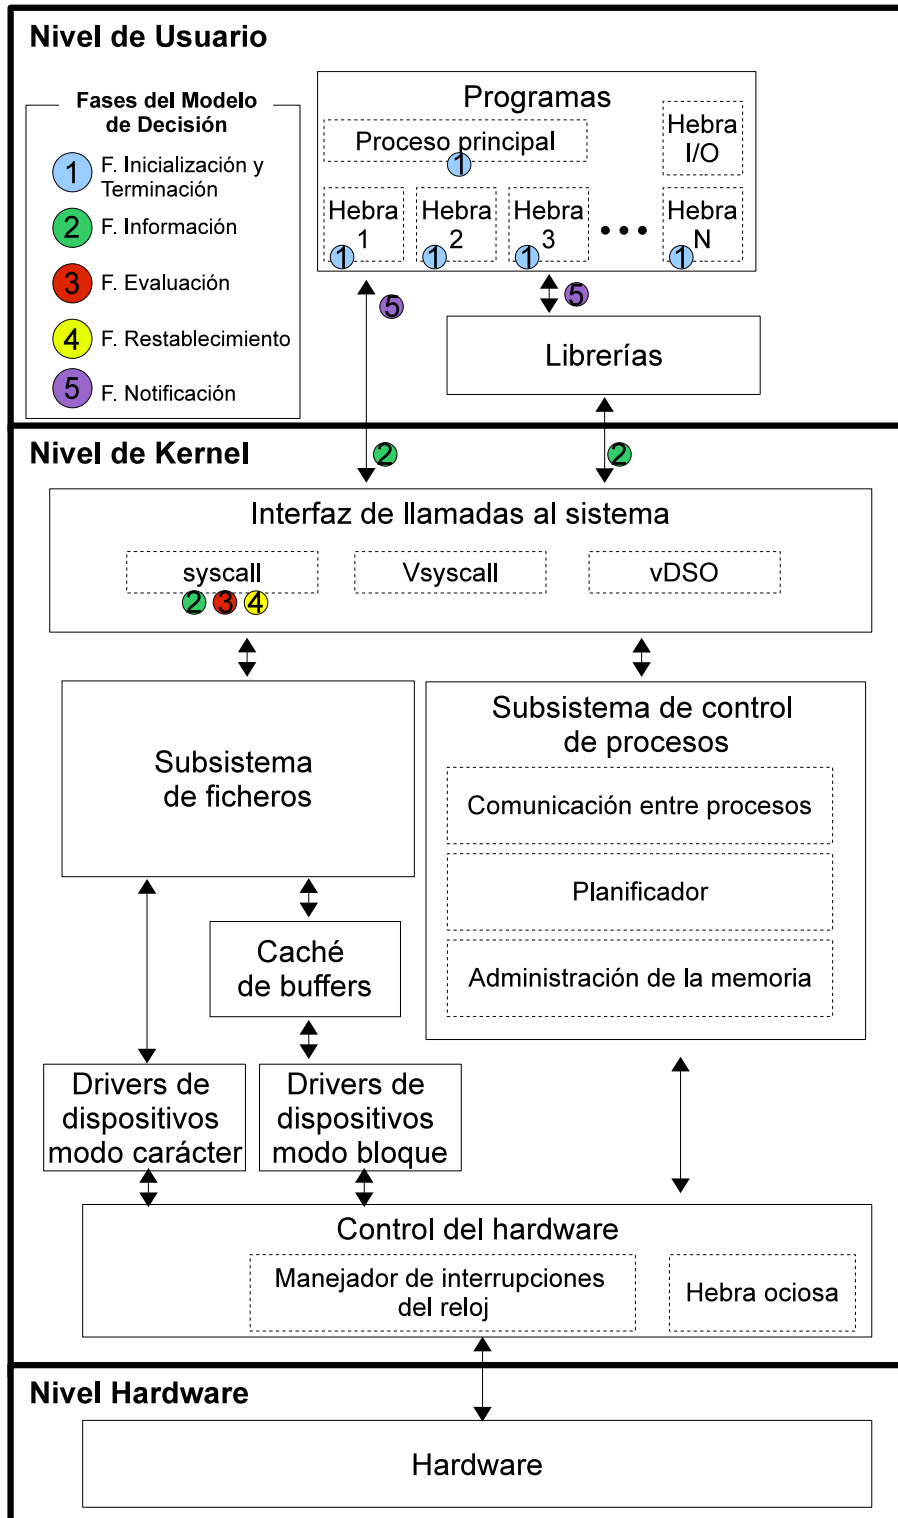 Nivel de Usuario
Fases del Modelo
de Decisión
1 F. Inicialización y
Terminación
2 F. Información
3 F. Evaluación
4 F. Restablecimiento
5 F. Notificación
Programas
Proceso principal
1
Hebra
I/O
Hebra
1
1
Hebra
2
1
Hebra
3
1
Hebra
N
1
5
5
Librerías
Nivel de Kernel
2
2
Interfaz de llamadas al sistema
syscall
2 3 4
Vsyscall
vDSO
Subsistema
de ficheros
Subsistema de control
de procesos
Comunicación entre procesos
Planificador
Administración de la memoria
Caché
de buffers
Drivers de
dispositivos
modo carácter
Drivers de
dispositivos
modo bloque
Control del hardware
Manejador de interrupciones
del reloj
Hebra ociosa
Nivel Hardware
Hardware